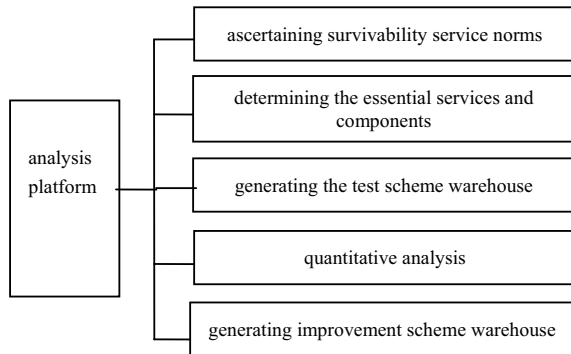 ascertaining survivability service norms
determining the essential services and
components
analysis
platform
generating the test scheme warehouse
quantitative analysis
generating improvement scheme warehouse